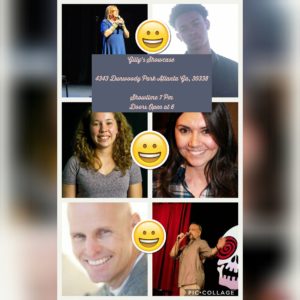 Gilly's Showcase
4343 Dunwoody Park Atlanta Ga, 30338
Showtime 7 Pm
Doors Open at 6
PIC•COLLAGE